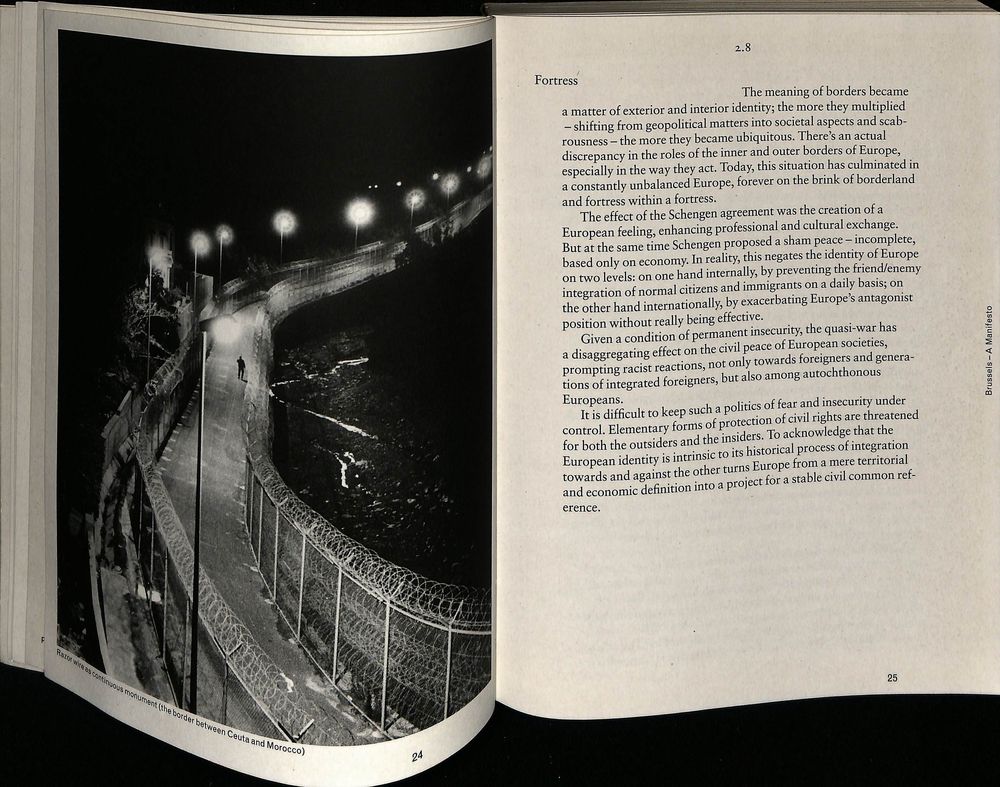 Razor wire as continuous monument (the border between Ceuta and Morocco)
24
2.8
Fortress
The meaning of borders became
a matter of exterior and interior identity; the more they multiplied
– shifting from geopolitical matters into societal aspects and scab-
rousness – the more they became ubiquitous. There's an actual
discrepancy in the roles of the inner and outer borders of Europe,
especially in the way they act. Today, this situation has culminated in
a constantly unbalanced Europe, forever on the brink of borderland
and fortress within a fortress.
The effect of the Schengen agreement was the creation of a
European feeling, enhancing professional and cultural exchange.
But at the same time Schengen proposed a sham peace – incomplete,
based only on economy. In reality, this negates the identity of Europe
on two levels: on one hand internally, by preventing the friend/enemy
integration of normal citizens and immigrants on a daily basis; on
the other hand internationally, by exacerbating Europe's antagonist
position without really being effective.
Given a condition of permanent insecurity, the quasi-war has
a disaggregating effect on the civil peace of European societies,
prompting racist reactions, not only towards foreigners and genera-
tions of integrated foreigners, but also among autochthonous
Europeans.
It is difficult to keep such a politics of fear and insecurity under
control. Elementary forms of protection of civil rights are threatened
for both the outsiders and the insiders. To acknowledge that the
European identity is intrinsic to its historical process of integration
towards and against the other turns Europe from a mere territorial
and economic definition into a project for a stable civil common ref-
erence.
Brussels – A Manifesto
25